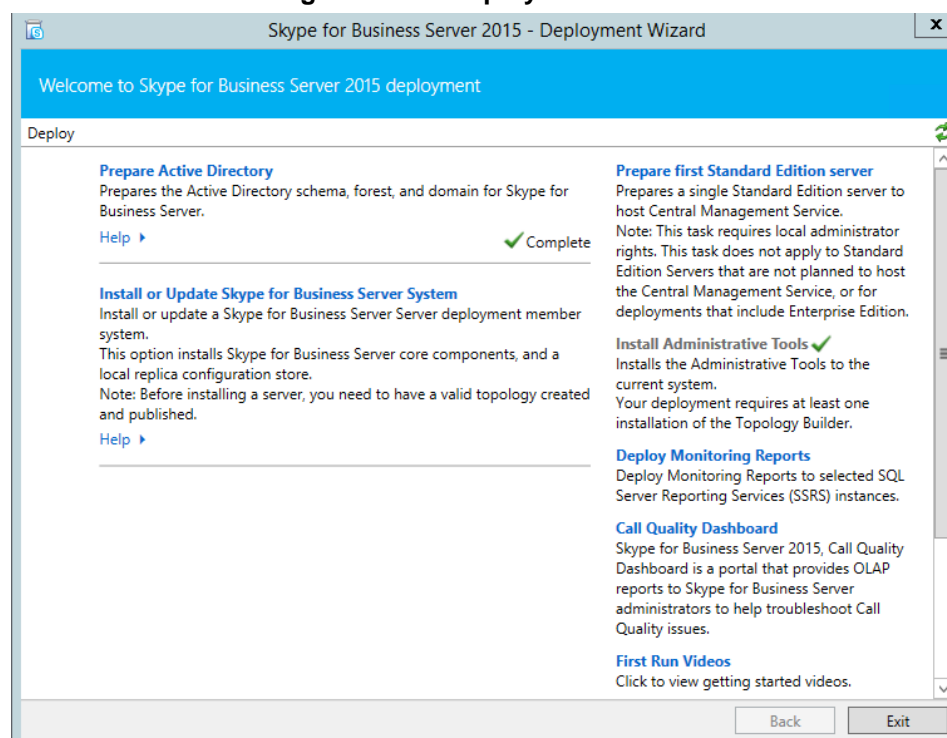 Skype for Business Server 2015 - Deployment Wizard
x
Welcome to Skype for Business Server 2015 deployment
Deploy
Prepare Active Directory
Prepares the Active Directory schema, forest, and domain for Skype for
Business Server.
Help
Complete
Install or Update Skype for Business Server System
Install or update a Skype for Business Server Server deployment member
system.
This option installs Skype for Business Server core components, and a
local replica configuration store.
Note: Before installing a server, you need to have a valid topology created
and published.
Help
Prepare first Standard Edition server
Prepares a single Standard Edition server to
host Central Management Service.
Note: This task requires local administrator
rights. This task does not apply to Standard
Edition Servers that are not planned to host
the Central Management Service, or for
deployments that include Enterprise Edition.
Install Administrative Tools
Installs the Administrative Tools to the
current system.
Your deployment requires at least one
installation of the Topology Builder.
Deploy Monitoring Reports
Deploy Monitoring Reports to selected SQL
Server Reporting Services (SSRS) instances.
Call Quality Dashboard
Skype for Business Server 2015, Call Quality
Dashboard is a portal that provides OLAP
reports to Skype for Business Server
administrators to help troubleshoot Call
Quality issues.
First Run Videos
Click to view getting started videos.
Back
Exit